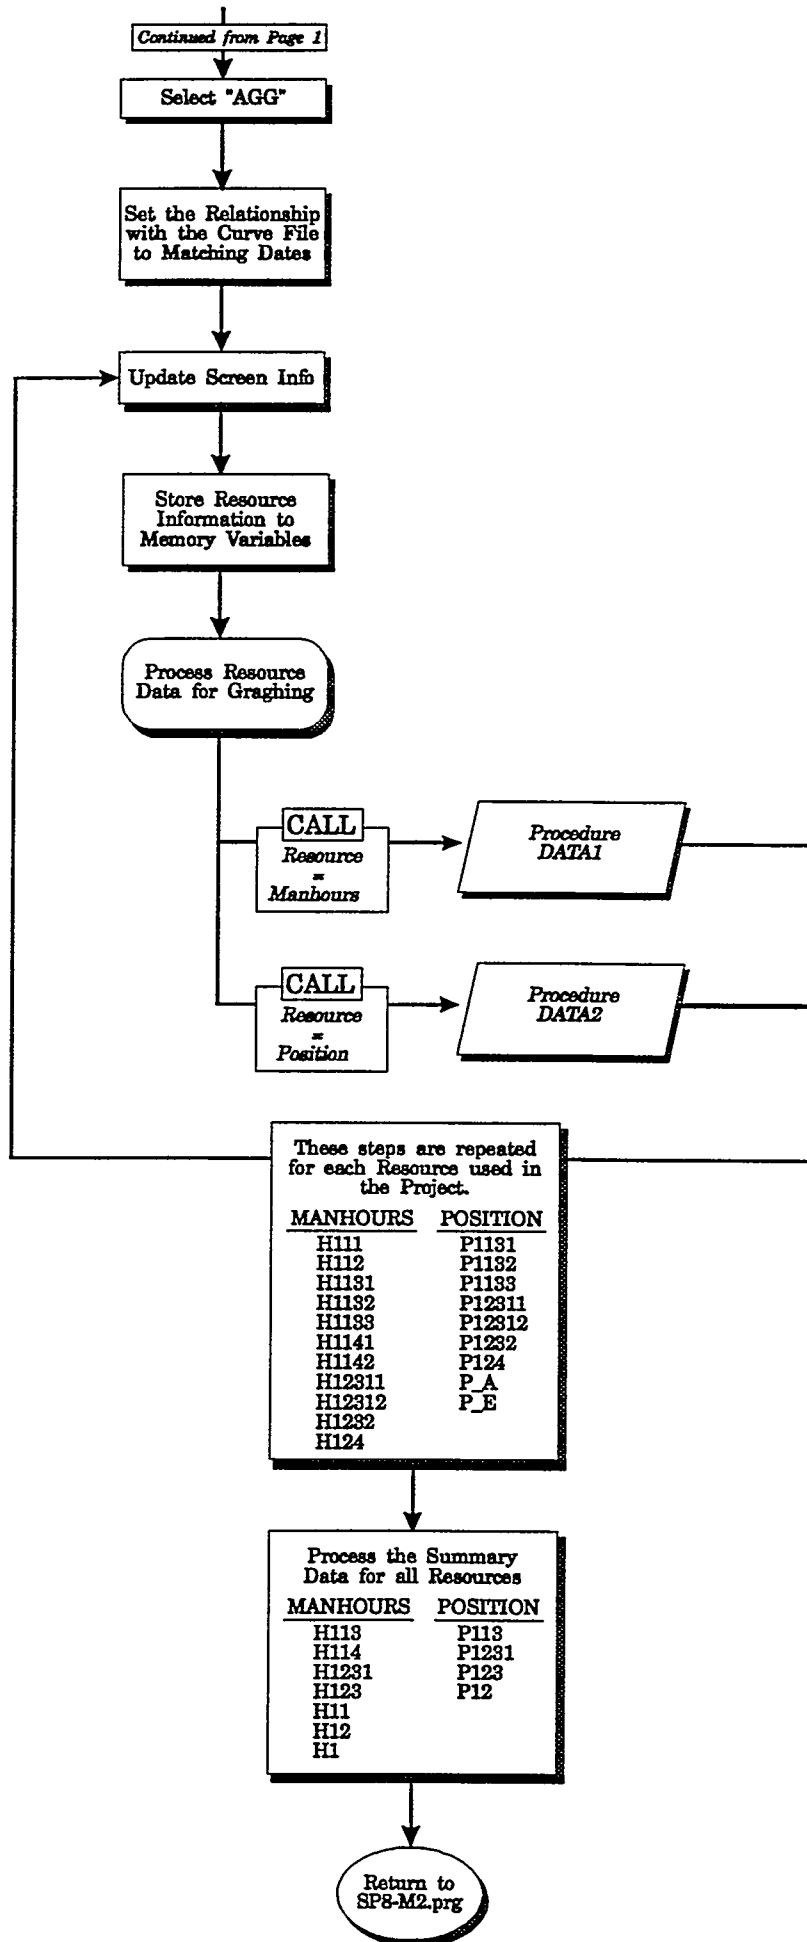 Continued from Page 1
Select "AGG"
Set the Relationship
with the Curve File
to Matching Dates
Update Screen Info
Store Resource
Information to
Memory Variables
Process Resource
Data for Graghing
CALL
Resource
=
Manhours
Procedure
DATA1
CALL
Resource
=
Position
Procedure
DATA2
These steps are repeated
for each Resource used in
the Project.
MANHOURS POSITION
H111 P1131
H112 P1132
H1131 P1133
H1132 P12311
H1133 P12312
H1141 P1232
H1142 P124
H12311 P_A
H12312 P_E
H1232
H124
Process the Summary
Data for all Resources
MANHOURS POSITION
H113 P113
H114 P1231
H1231 P123
H123 P12
H11
H12
H1
Return to
SP8-M2.prg